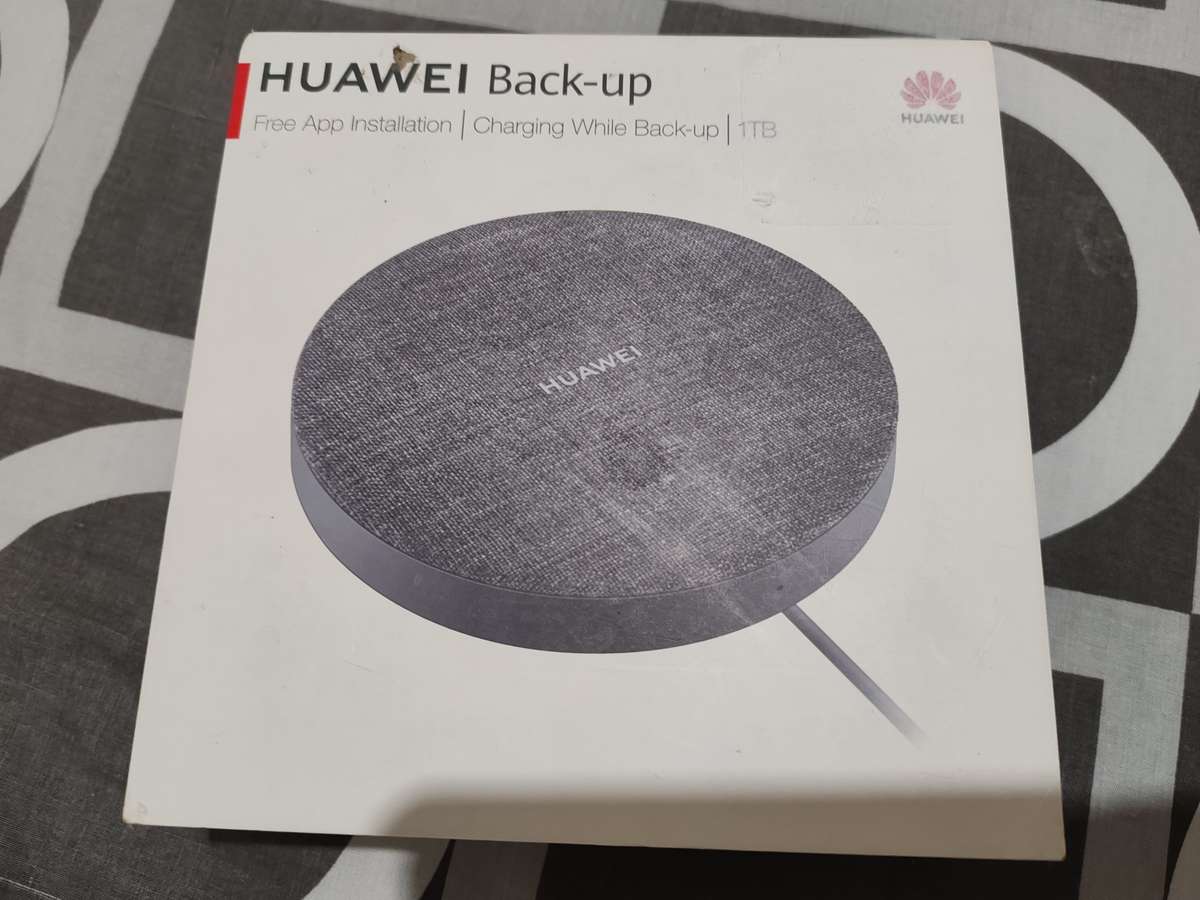 HUAWEI Back-up
Free App Installation | Charging While Back-up | 1TB
HUAWEI
HUAWEI